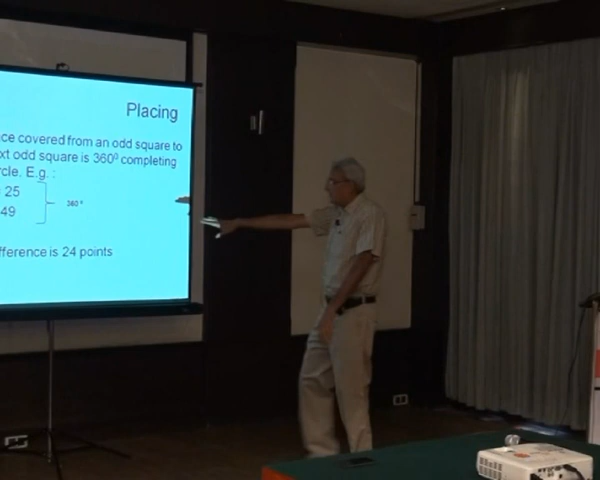 Placing
ce covered from an odd square to
xt odd square is 360⁰ completing
rcle. E.g. :
25
49
360 °
fference is 24 points